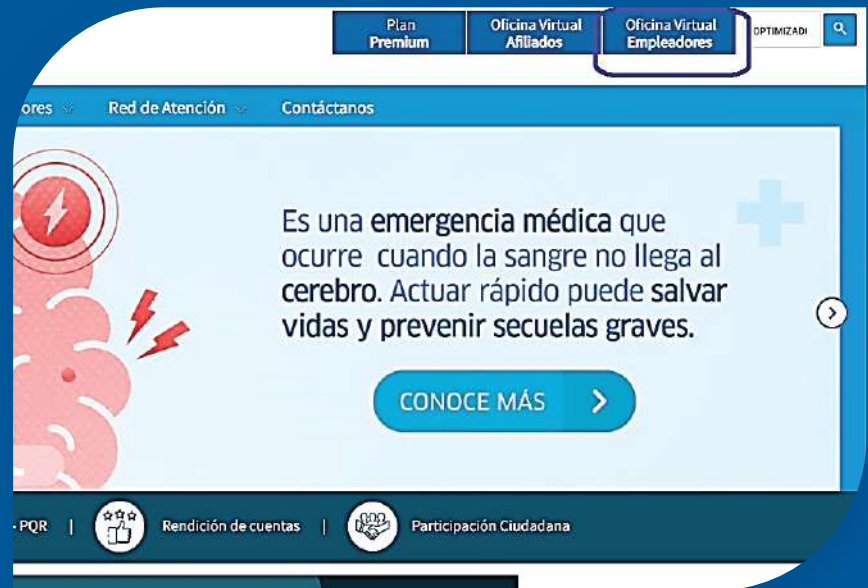 Plan
Premium
Oficina Virtual
Afiliados
Oficina Virtual
Empleadores
OPTIMIZADI
ores
Red de Atención
Contáctanos
Es una emergencia médica que
ocurre cuando la sangre no llega al
cerebro. Actuar rápido puede salvar
vidas y prevenir secuelas graves.
CONOCE MÁS
- PQR |
Rendición de cuentas |
Participación Ciudadana